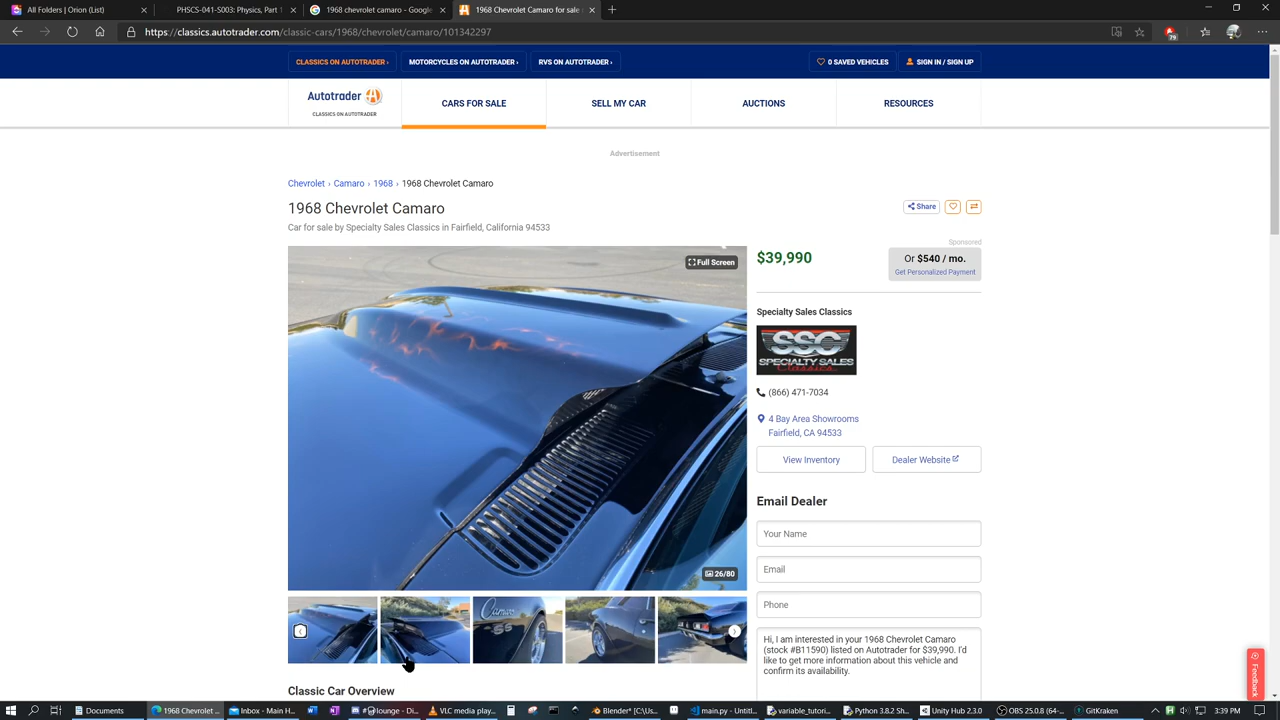 All Folders | Origin | Chevrol
PHSCS-041-S03: Physics, Part 1
1968 Chevrolet Camaro for sale
https://classics.autotrader.com/classic-cars/1968/chevrolet/camaro/101342297
79
CLASSICS ON AUTOTRADER ›
MOTORCYCLES ON AUTOTRADER ›
RVS ON AUTOTRADER ›
0 SAVED VEHICLES
SIGN IN / SIGN UP
Autotrader
CLASSICS ON AUTOTRADER
CARS FOR SALE
SELL MY CAR
AUCTIONS
RESOURCES
Advertisement
Chevrolet › Camaro › 1968 › 1968 Chevrolet Camaro
1968 Chevrolet Camaro
Share
Car for sale by Specialty Sales Classics in Fairfield, California 94533
Sponsored
Full Screen
$39,990
Or $540 / mo.
Get Personalized Payment
Specialty Sales Classics
SSC
SPECIALTY SALES
Classics
(866) 471-7034
4 Bay Area Showrooms
Fairfield, CA 94533
View Inventory
Dealer Website
Email Dealer
Your Name
Email
26/80
Phone
Camaro
SS
Hi, I am interested in your 1968 Chevrolet Camaro
(stock #B11590) listed on Autotrader for $39,990. I'd
like to get more information about this vehicle and
confirm its availability.
Feedback
Classic Car Overview
Documents
1968 Chevrolet ...
Inbox - Main H...
VLC media play...
Blender* [C:\Us...
main.py - Untitl...
variable_tutori...
Python 3.8.2 S...
Unity Hub 2.3.0
OBS 25.0.8 (64-...
GitKraken
3:39 PM